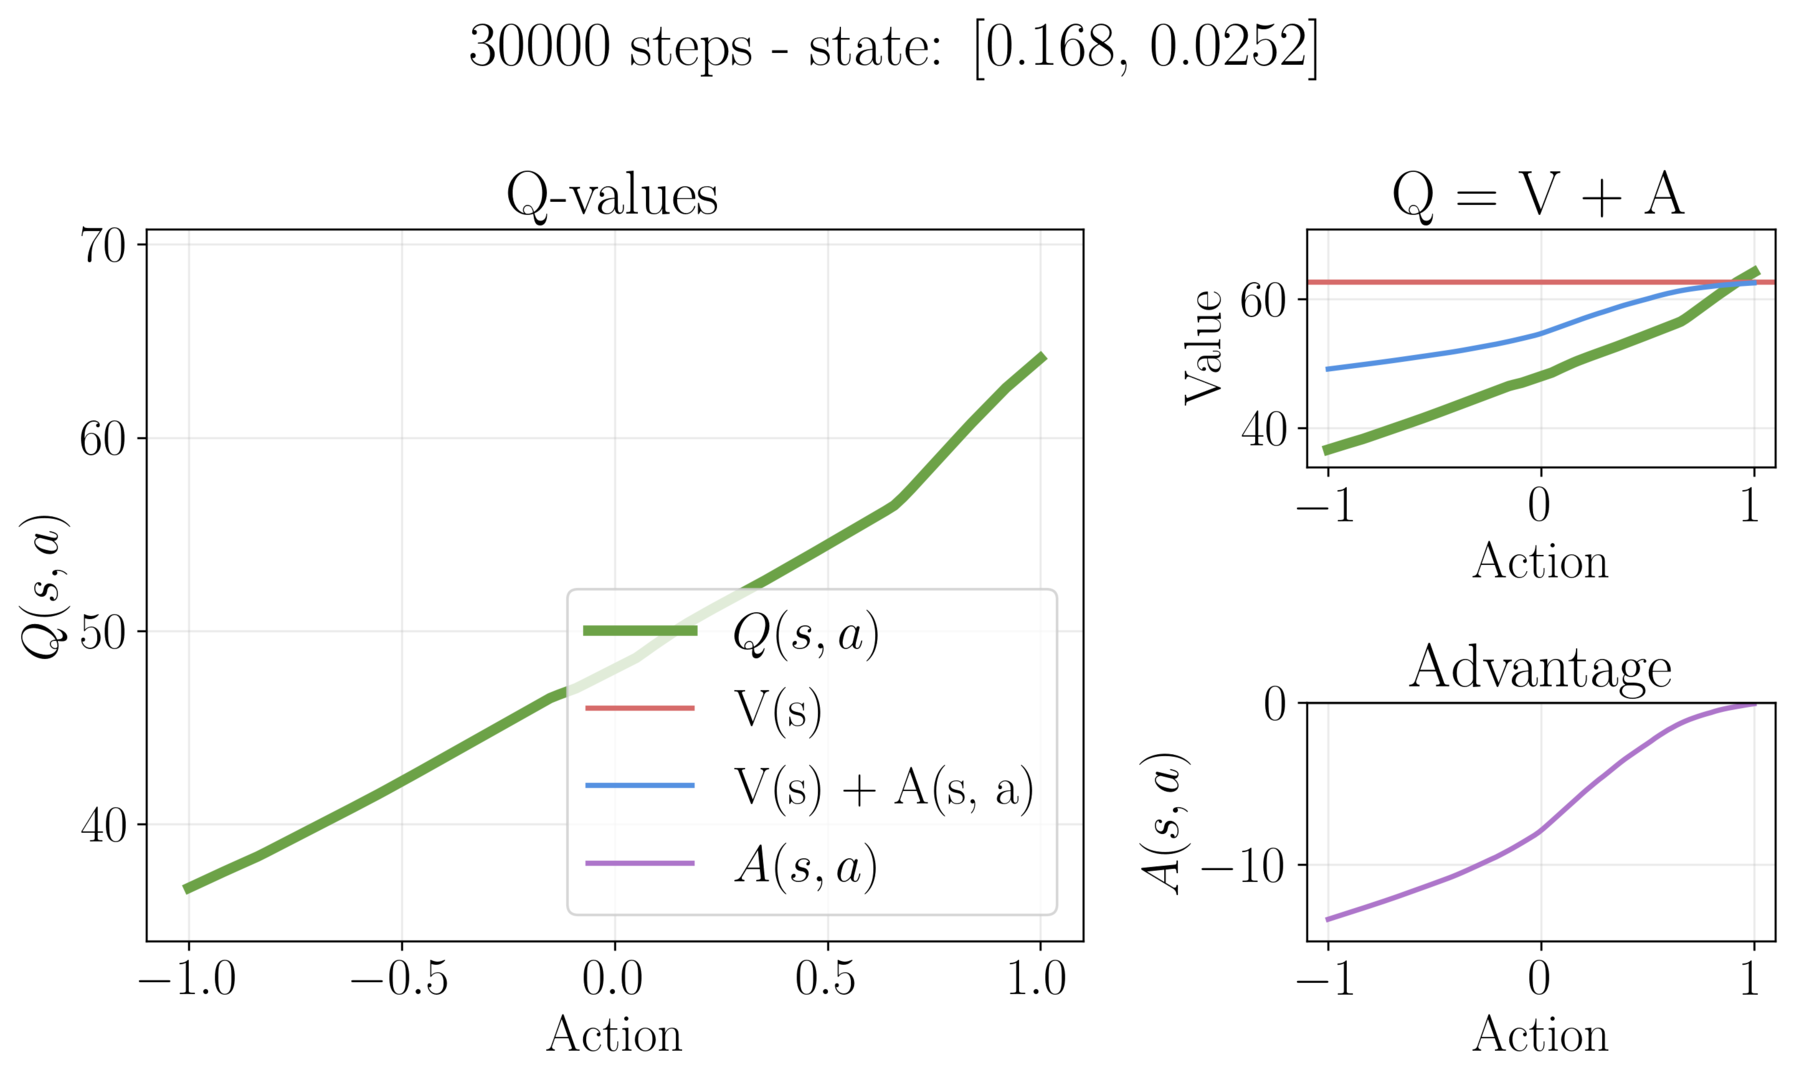 30000 steps - state: [0.168, 0.0252]
Q-values
70
60
50
40
Q(s, a)
−1.0 −0.5 0.0 0.5 1.0
Action
Q(s, a)
V(s)
V(s) + A(s, a)
A(s, a)
Q = V + A
60
40
Value
−1 0 1
Action
Advantage
0
−10
A(s, a)
−1 0 1
Action